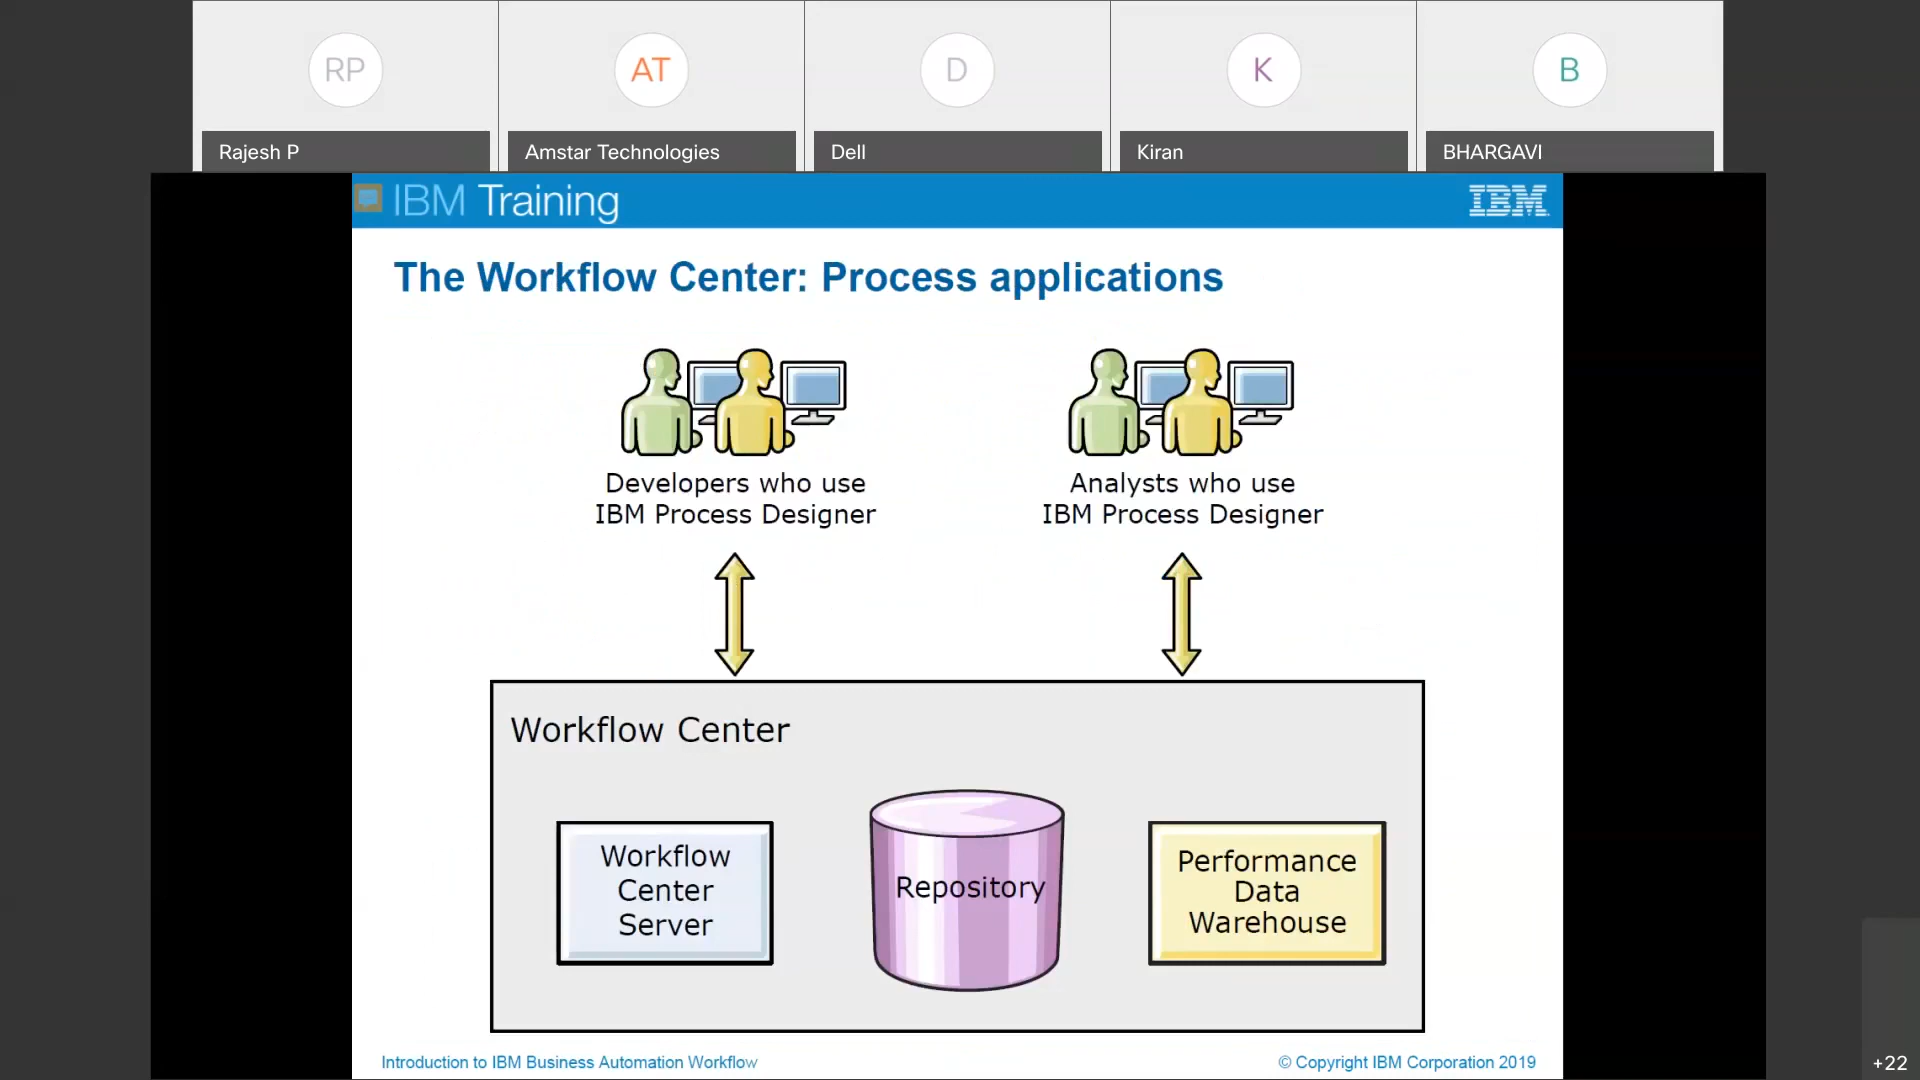 RP
AT
D
K
B
Rajesh P
Amstar Technologies
Dell
Kiran
BHARGAVI
IBM Training
IBM
The Workflow Center: Process applications
Developers who use
IBM Process Designer
Analysts who use
IBM Process Designer
Workflow Center
Workflow
Center
Server
Repository
Performance
Data
Warehouse
Introduction to IBM Business Automation Workflow
© Copyright IBM Corporation 2019
+22